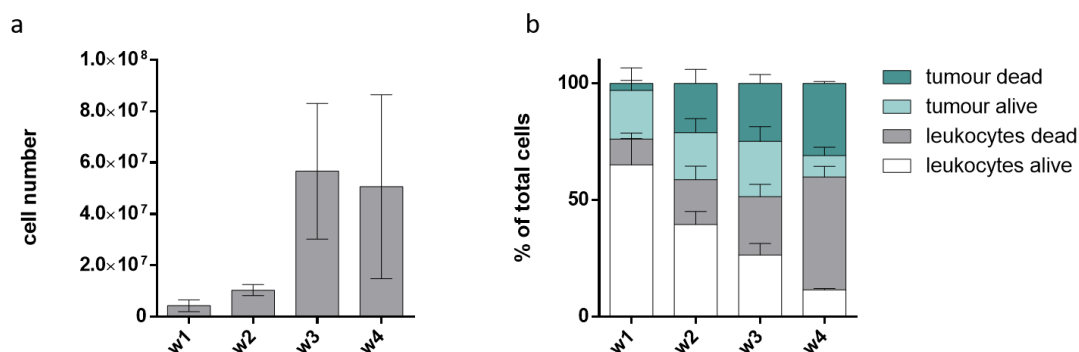 a
cell number
1.0×10⁸
8.0×10⁷
6.0×10⁷
4.0×10⁷
2.0×10⁷
0
w1
w2
w3
w4
b
% of total cells
100
50
0
w1
w2
w3
w4
tumour dead
tumour alive
leukocytes dead
leukocytes alive